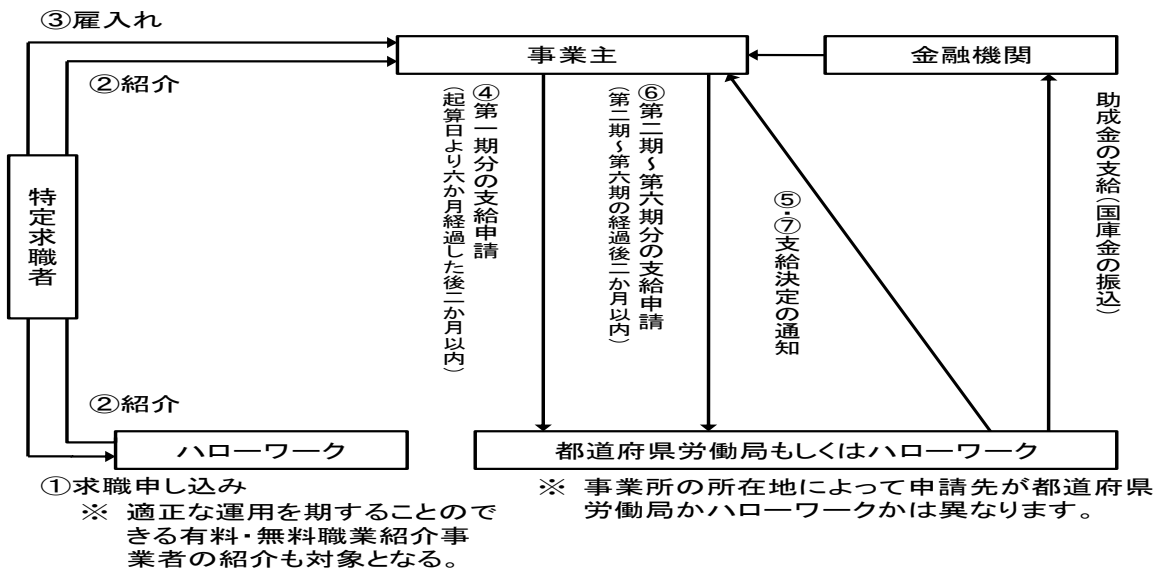 ③雇入れ
事業主
金融機関
②紹介
④第一期分の支給申請
(起算日より六か月経過した後二か月以内)
⑥第二期~第六期分の支給申請
(第二期~第六期の経過後二か月以内)
⑤・⑦支給決定の通知
助成金の支給(国庫金の振込)
特定求職者
②紹介
ハローワーク
都道府県労働局もしくはハローワーク
①求職申し込み
※ 適正な運用を期することので
きる有料・無料職業紹介事
業者の紹介も対象となる。
※ 事業所の所在地によって申請先が都道府県
労働局かハローワークかは異なります。